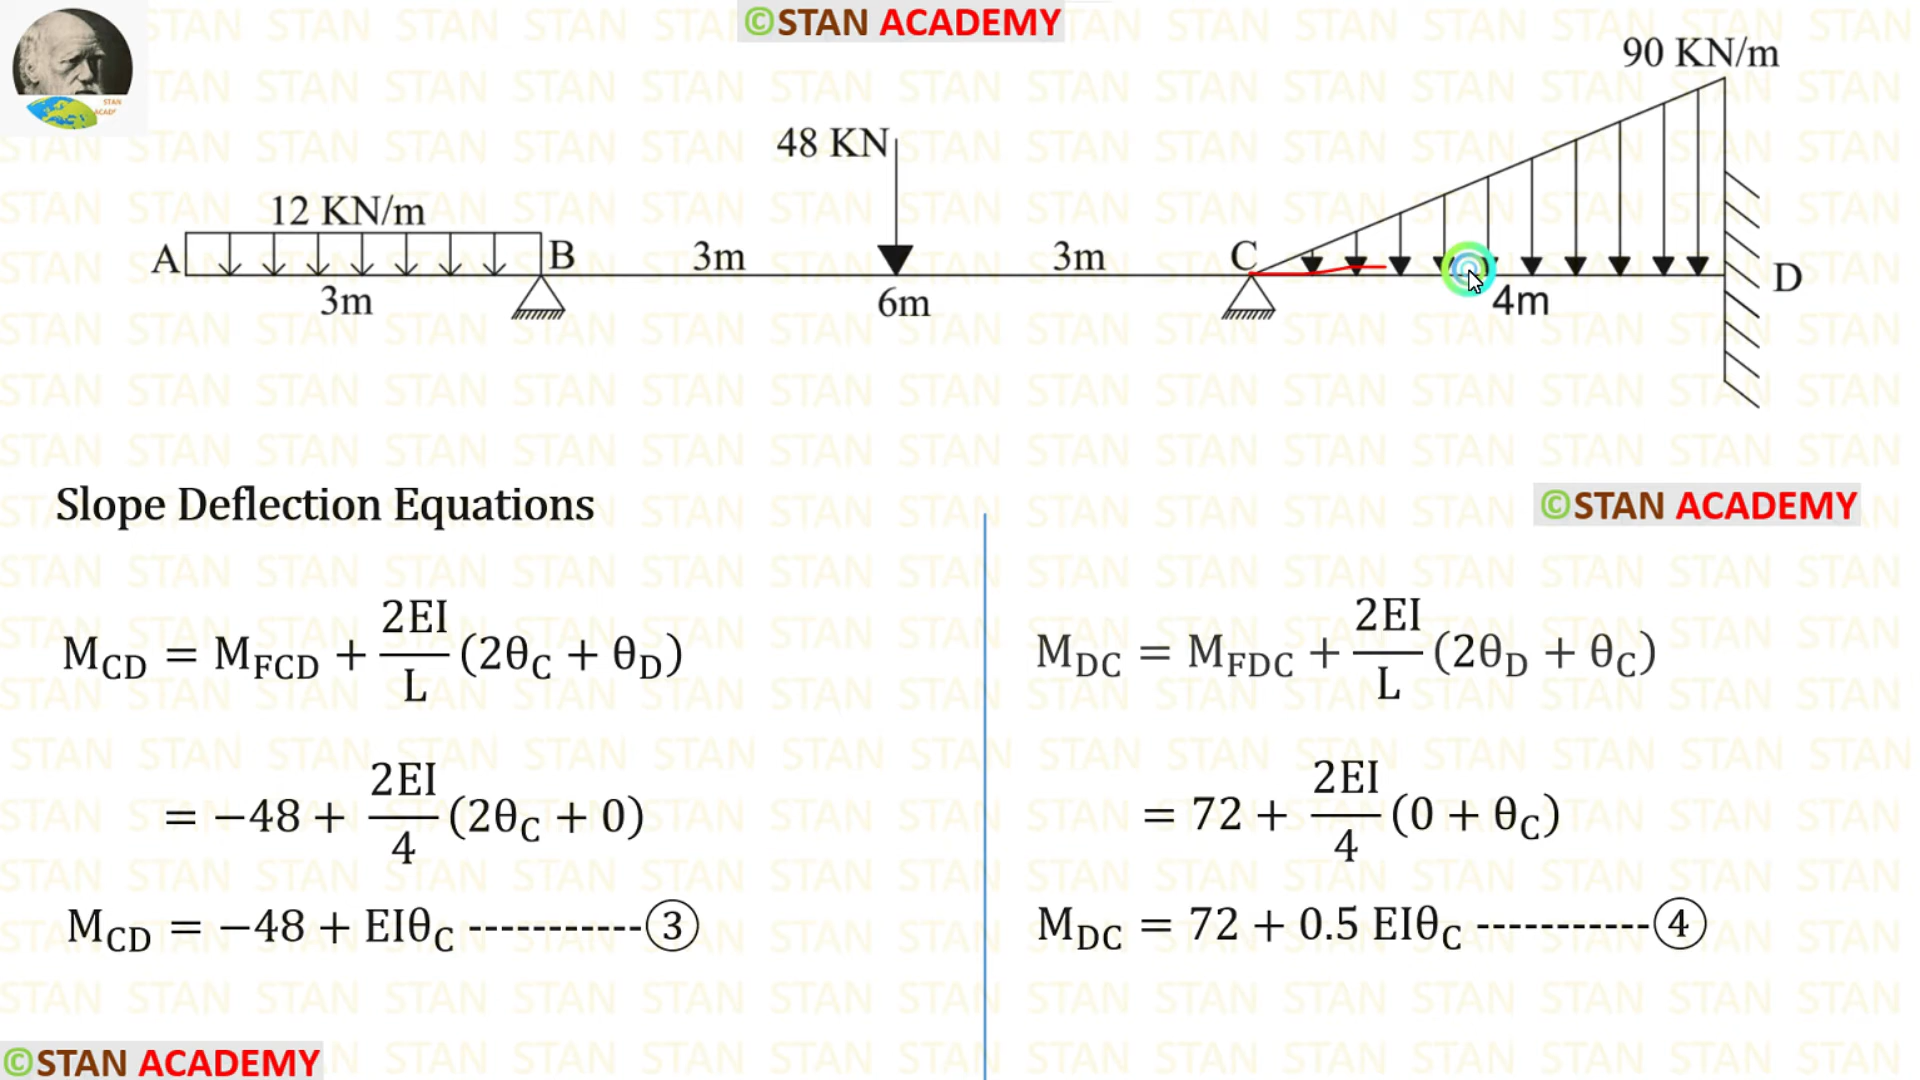 ©STAN ACADEMY
90 KN/m
STAN
ACADE
48 KN
12 KN/m
A B 3m 3m C D
3m 6m 4m
Slope Deflection Equations
©STAN ACADEMY
M_CD = M_FCD + 2EI/L (2θ_C + θ_D)
= −48 + 2EI/4 (2θ_C + 0)
M_CD = −48 + EIθ_C -----------③
M_DC = M_FDC + 2EI/L (2θ_D + θ_C)
= 72 + 2EI/4 (0 + θ_C)
M_DC = 72 + 0.5 EIθ_C -----------④
©STAN ACADEMY